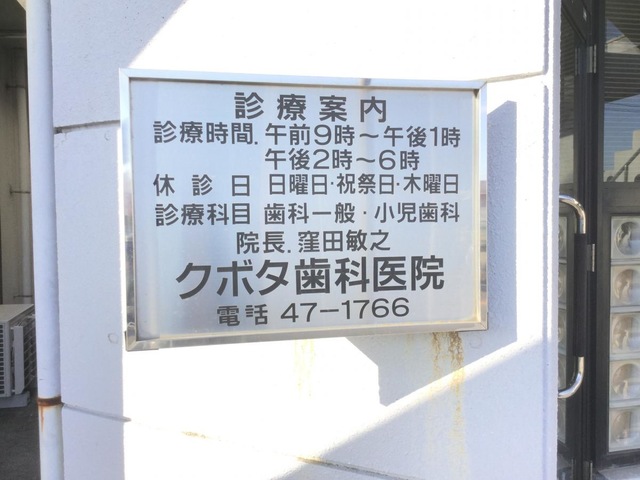 診療案内
診療時間.午前9時〜午後1時
午後2時〜6時
休診日 日曜日・祝祭日・木曜日
診療科目 歯科一般・小児歯科
院長.窪田敏之
クボタ歯科医院
電話 47-1766